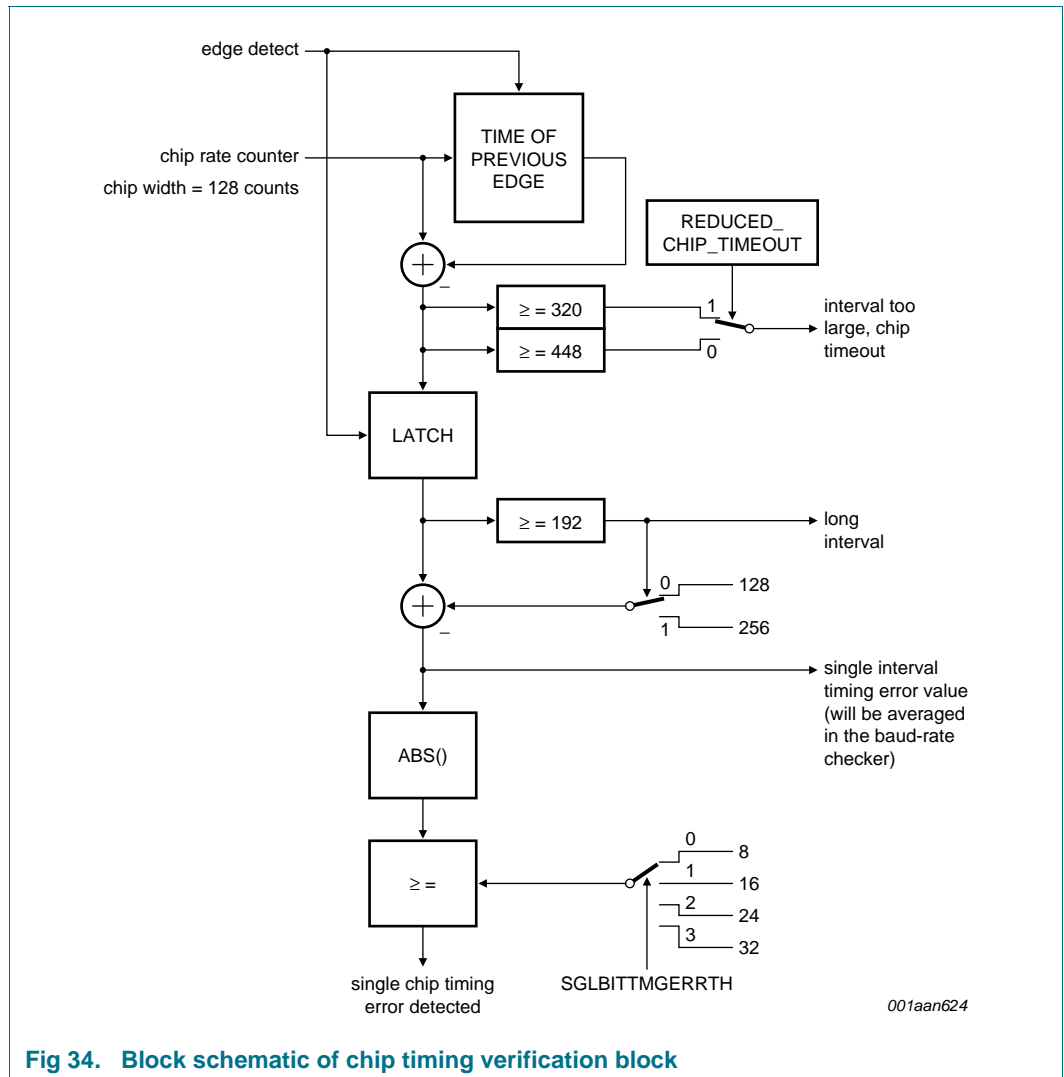 edge detect
TIME OF
PREVIOUS
EDGE
chip rate counter
chip width = 128 counts
REDUCED_
CHIP_TIMEOUT
+
−
≥ = 320
1
interval too
large, chip
timeout
≥ = 448
0
LATCH
≥ = 192
long
interval
0
128
+
−
1
256
single interval
timing error value
(will be averaged
in the baud-rate
checker)
ABS()
≥ =
0
8
1
16
2
24
3
32
single chip timing
error detected
SGLBITTMGERRTH
001aan624
Fig 34. Block schematic of chip timing verification block